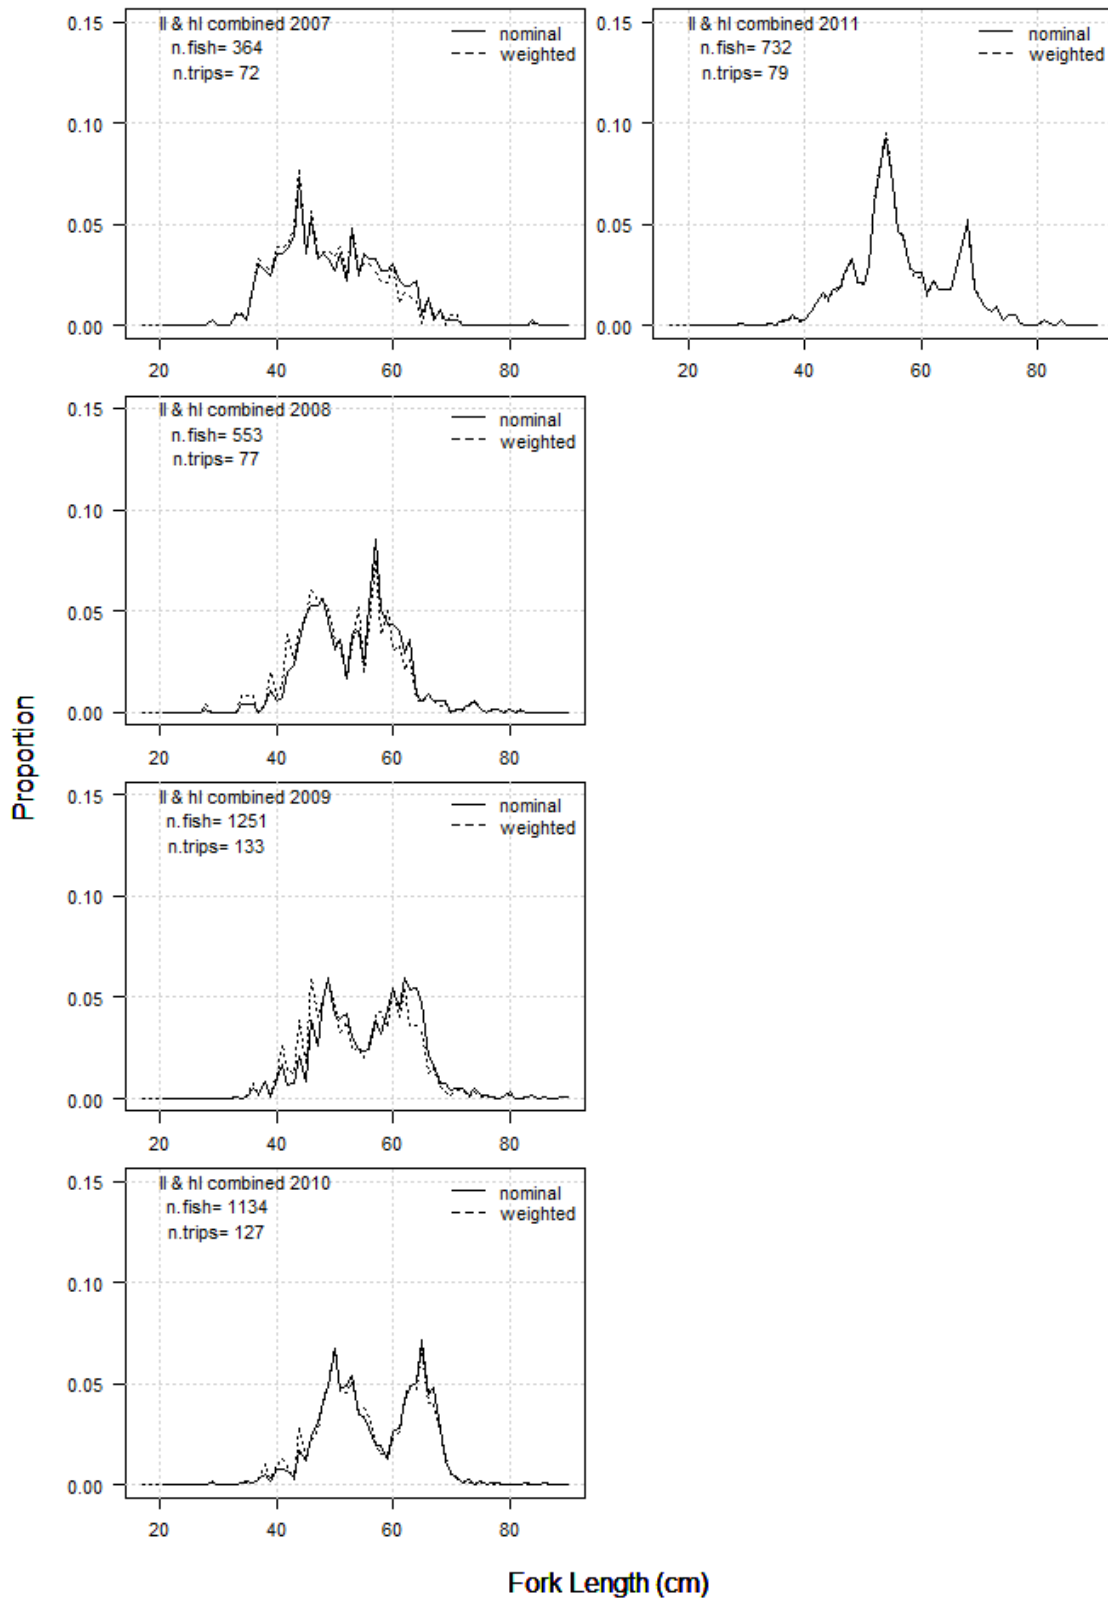 ll & hl combined 2007
n.fish= 364
n.trips= 72
nominal
weighted
0.15
0.10
0.05
0.00
20
40
60
80
ll & hl combined 2011
n.fish= 732
n.trips= 79
nominal
weighted
0.15
0.10
0.05
0.00
20
40
60
80
ll & hl combined 2008
n.fish= 553
n.trips= 77
nominal
weighted
0.15
0.10
0.05
0.00
20
40
60
80
ll & hl combined 2009
n.fish= 1251
n.trips= 133
nominal
weighted
0.15
0.10
0.05
0.00
20
40
60
80
ll & hl combined 2010
n.fish= 1134
n.trips= 127
nominal
weighted
0.15
0.10
0.05
0.00
20
40
60
80
Proportion
Fork Length (cm)